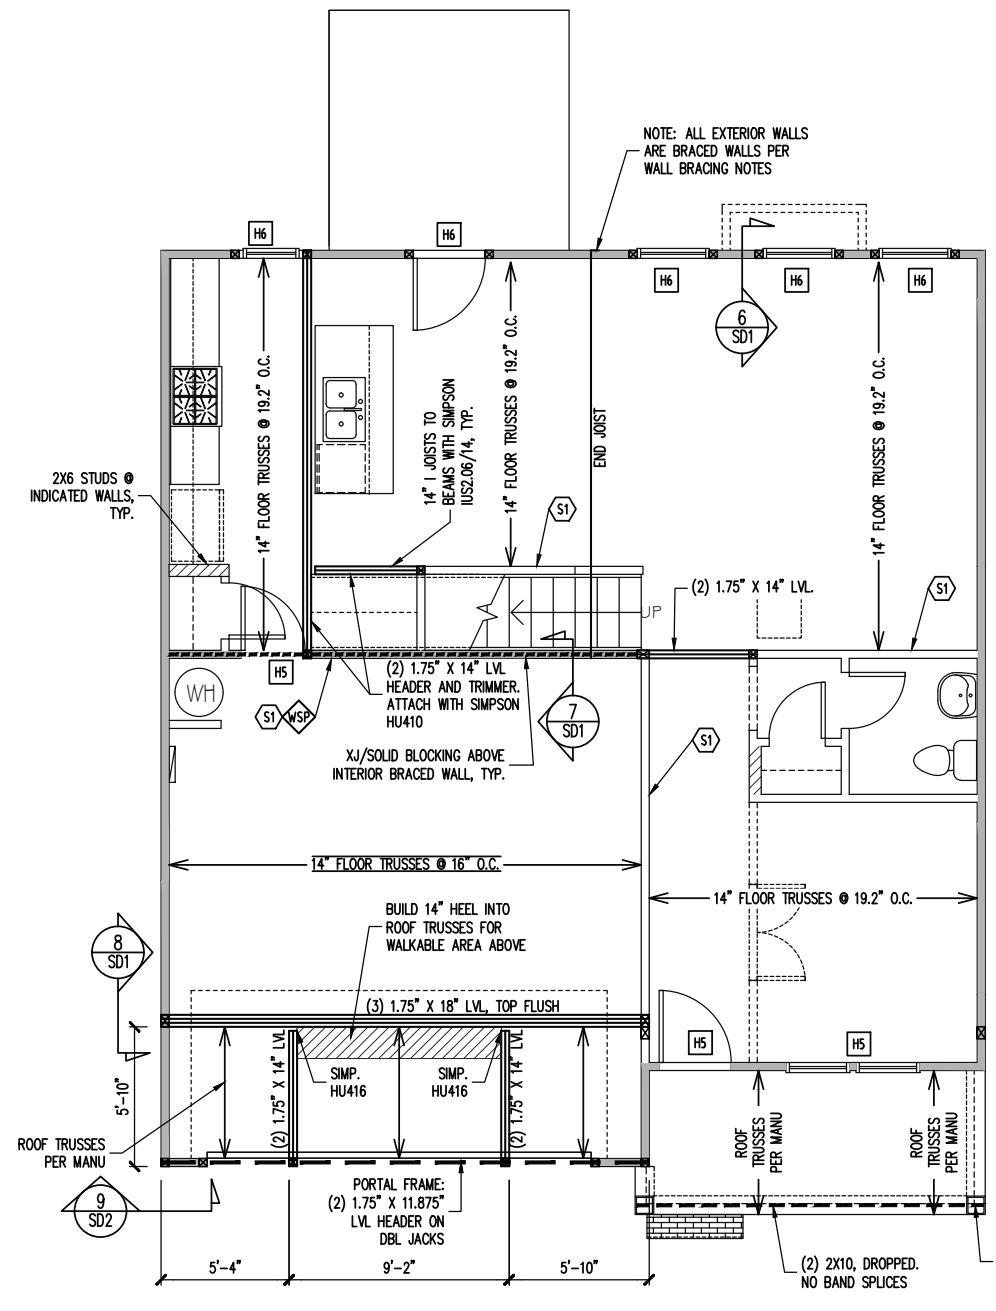 NOTE: ALL EXTERIOR WALLS
ARE BRACED WALLS PER
WALL BRACING NOTES
H6
H6
H6
H6
H6
6
SD1
14" FLOOR TRUSSES @ 19.2" O.C.
14" FLOOR TRUSSES @ 19.2" O.C.
END JOIST
14" FLOOR TRUSSES @ 19.2" O.C.
14" I JOISTS TO
BEAMS WITH SIMPSON
IUS2.06/14, TYP.
2X6 STUDS @
INDICATED WALLS,
TYP.
S1
S1
(2) 1.75" X 14" LVL.
UP
H5
WH
S1
WSP
(2) 1.75" X 14" LVL
HEADER AND TRIMMER.
ATTACH WITH SIMPSON
HU410
7
SD1
S1
XJ/SOLID BLOCKING ABOVE
INTERIOR BRACED WALL, TYP.
14" FLOOR TRUSSES @ 16" O.C.
14" FLOOR TRUSSES @ 19.2" O.C.
BUILD 14" HEEL INTO
ROOF TRUSSES FOR
WALKABLE AREA ABOVE
8
SD1
(3) 1.75" X 18" LVL, TOP FLUSH
H5
H5
SIMP.
HU416
SIMP.
HU416
(2) 1.75" X 14" LVL
(2) 1.75" X 14" LVL
5'-10"
ROOF TRUSSES
PER MANU
ROOF
TRUSSES
PER MANU
ROOF
TRUSSES
PER MANU
9
SD2
PORTAL FRAME:
(2) 1.75" X 11.875"
LVL HEADER ON
DBL JACKS
(2) 2X10, DROPPED.
NO BAND SPLICES
5'-4"
9'-2"
5'-10"